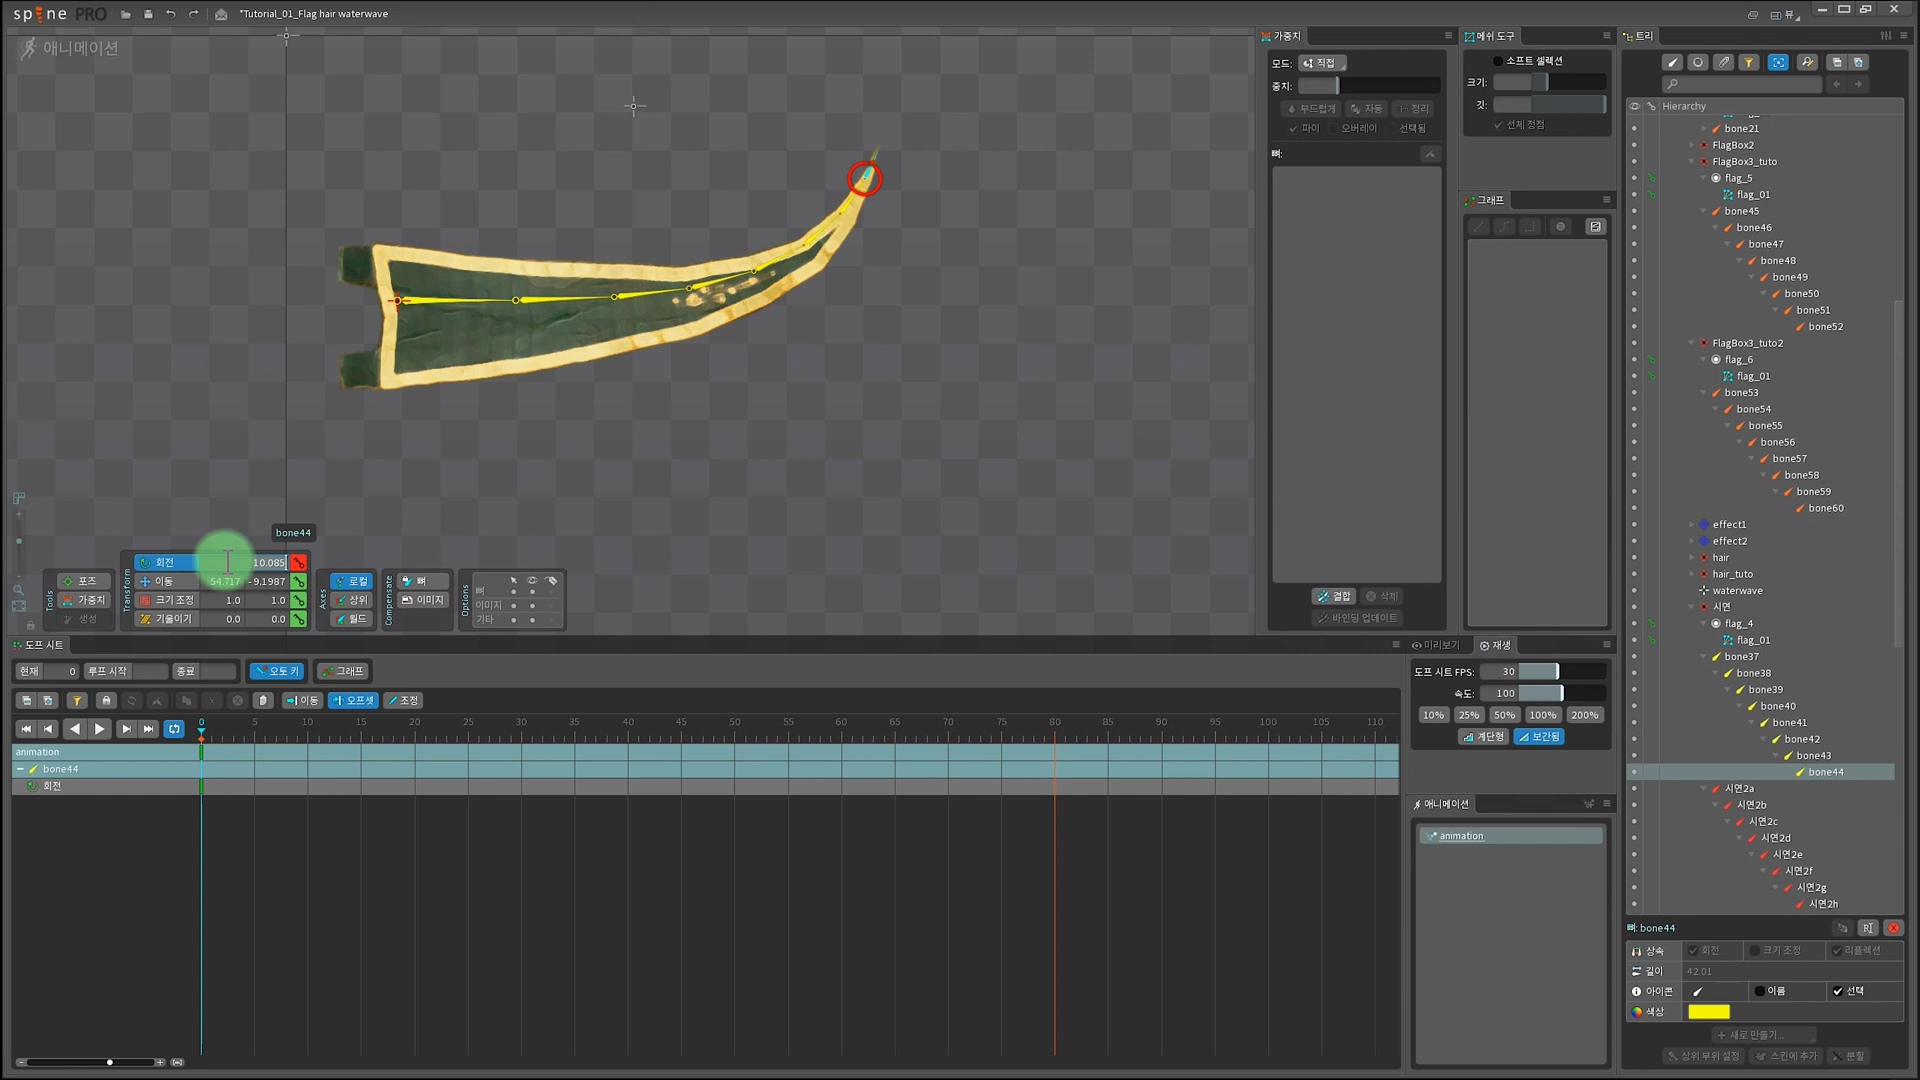 spine PRO
*Tutorial_01_Flag hair waterwave
뷰
애니메이션
bone44
Tools
포즈
가중치
생성
Transform
회전 10.085
이동 54.717 -9.1987
크기 조정 1.0 1.0
기울이기 0.0 0.0
Axes
로컬
상위
월드
Compensate
뼈
이미지
Options
뼈
이미지
기타
가중치
모드: 직접
중치:
부드럽게 자동 정리
파이 오버레이 선택됨
뼈:
결합 삭제
바인딩 업데이트
메쉬 도구
소프트 셀렉션
크기:
깃:
선체 정점
그래프
트리
Hierarchy
bone21
FlagBox2
FlagBox3_tuto
flag_5
flag_01
bone45
bone46
bone47
bone48
bone49
bone50
bone51
bone52
FlagBox3_tuto2
flag_6
flag_01
bone53
bone54
bone55
bone56
bone57
bone58
bone59
bone60
effect1
effect2
hair
hair_tuto
waterwave
시연
flag_4
flag_01
bone37
bone38
bone39
bone40
bone41
bone42
bone43
bone44
시연2a
시연2b
시연2c
시연2d
시연2e
시연2f
시연2g
시연2h
뼈: bone44
상속 회전 크기 조정 리플렉션
길이 42.01
아이콘 이름 선택
색상
+ 새로 만들기...
상위 부위 설정 스킨에 추가 분할
도프 시트
현재 0 루프 시작 종료 오토 키 그래프
이동 오프셋 조정
0 5 10 15 20 25 30 35 40 45 50 55 60 65 70 75 80 85 90 95 100 105 110
animation
bone44
회전
미리보기 재생
도프 시트 FPS: 30
속도: 100
10% 25% 50% 100% 200%
계단형 보간됨
애니메이션
animation